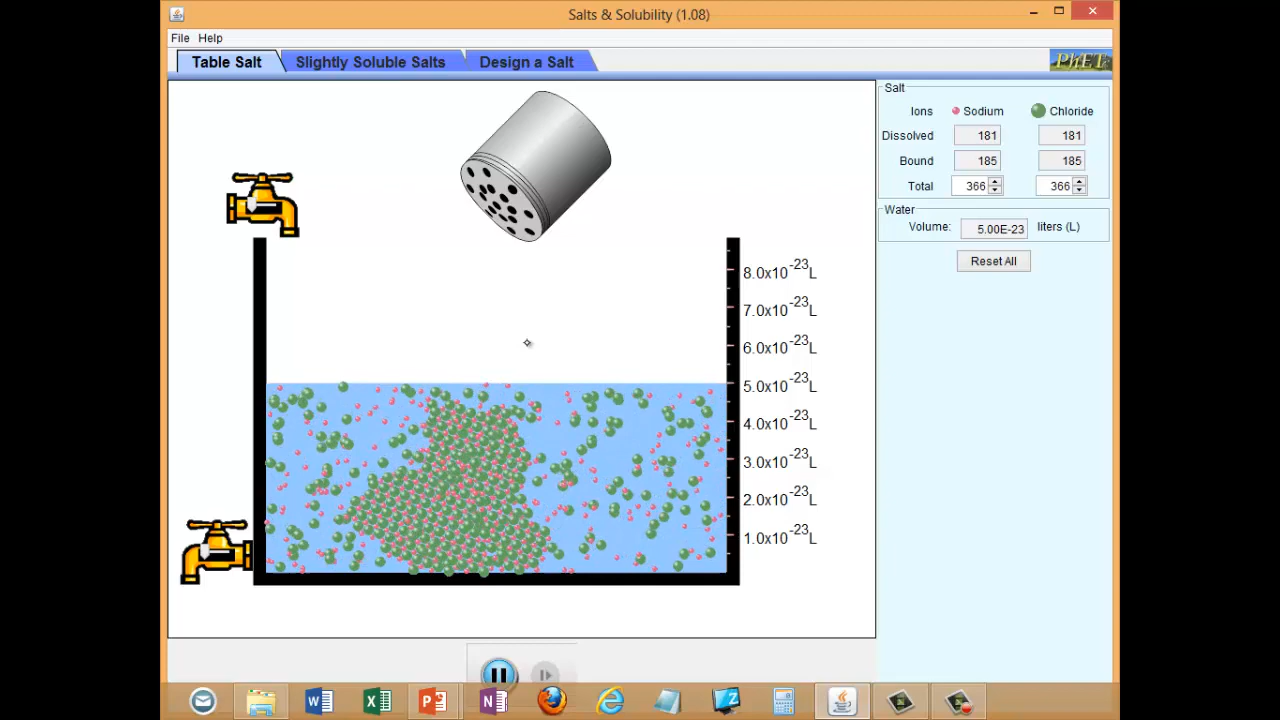 Salts & Solubility (1.08)
File Help
Table Salt Slightly Soluble Salts Design a Salt
PhET
Salt
Ions Sodium Chloride
Dissolved 181 181
Bound 185 185
Total 366 366
Water
Volume: 5.00E-23 liters (L)
Reset All
8.0x10-23L
7.0x10-23L
6.0x10-23L
5.0x10-23L
4.0x10-23L
3.0x10-23L
2.0x10-23L
1.0x10-23L